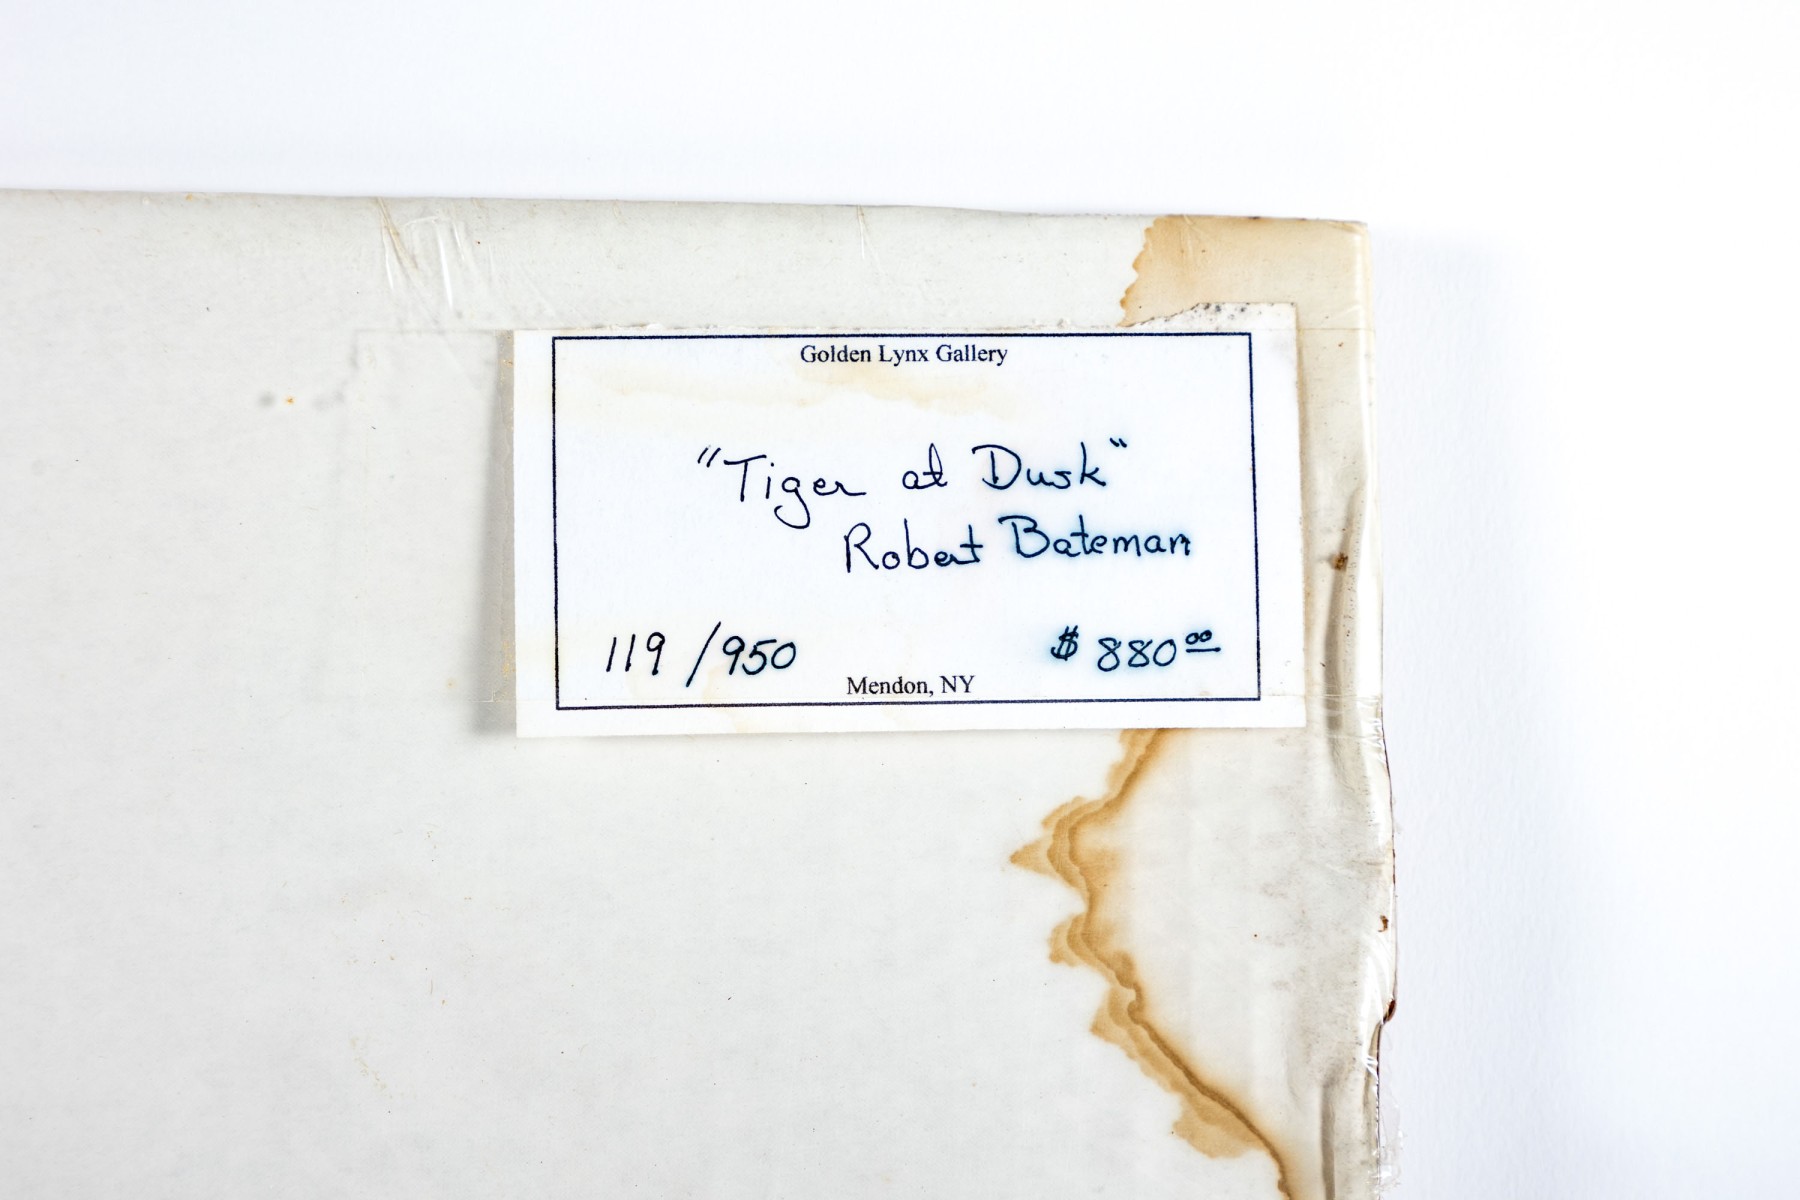 Golden Lynx Gallery
"Tiger at Dusk"
Robert Bateman
119/950 $880.00
Mendon, NY